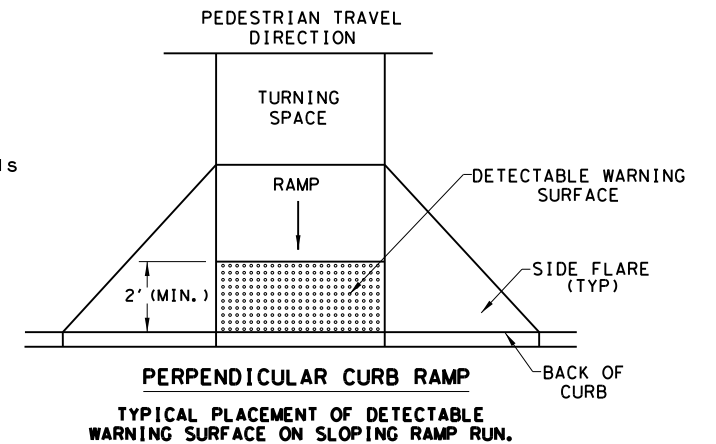 PEDESTRIAN TRAVEL
DIRECTION
TURNING
SPACE
ls
RAMP
DETECTABLE WARNING
SURFACE
SIDE FLARE
(TYP)
2' (MIN.)
BACK OF
CURB
PERPENDICULAR CURB RAMP
TYPICAL PLACEMENT OF DETECTABLE
WARNING SURFACE ON SLOPING RAMP RUN.